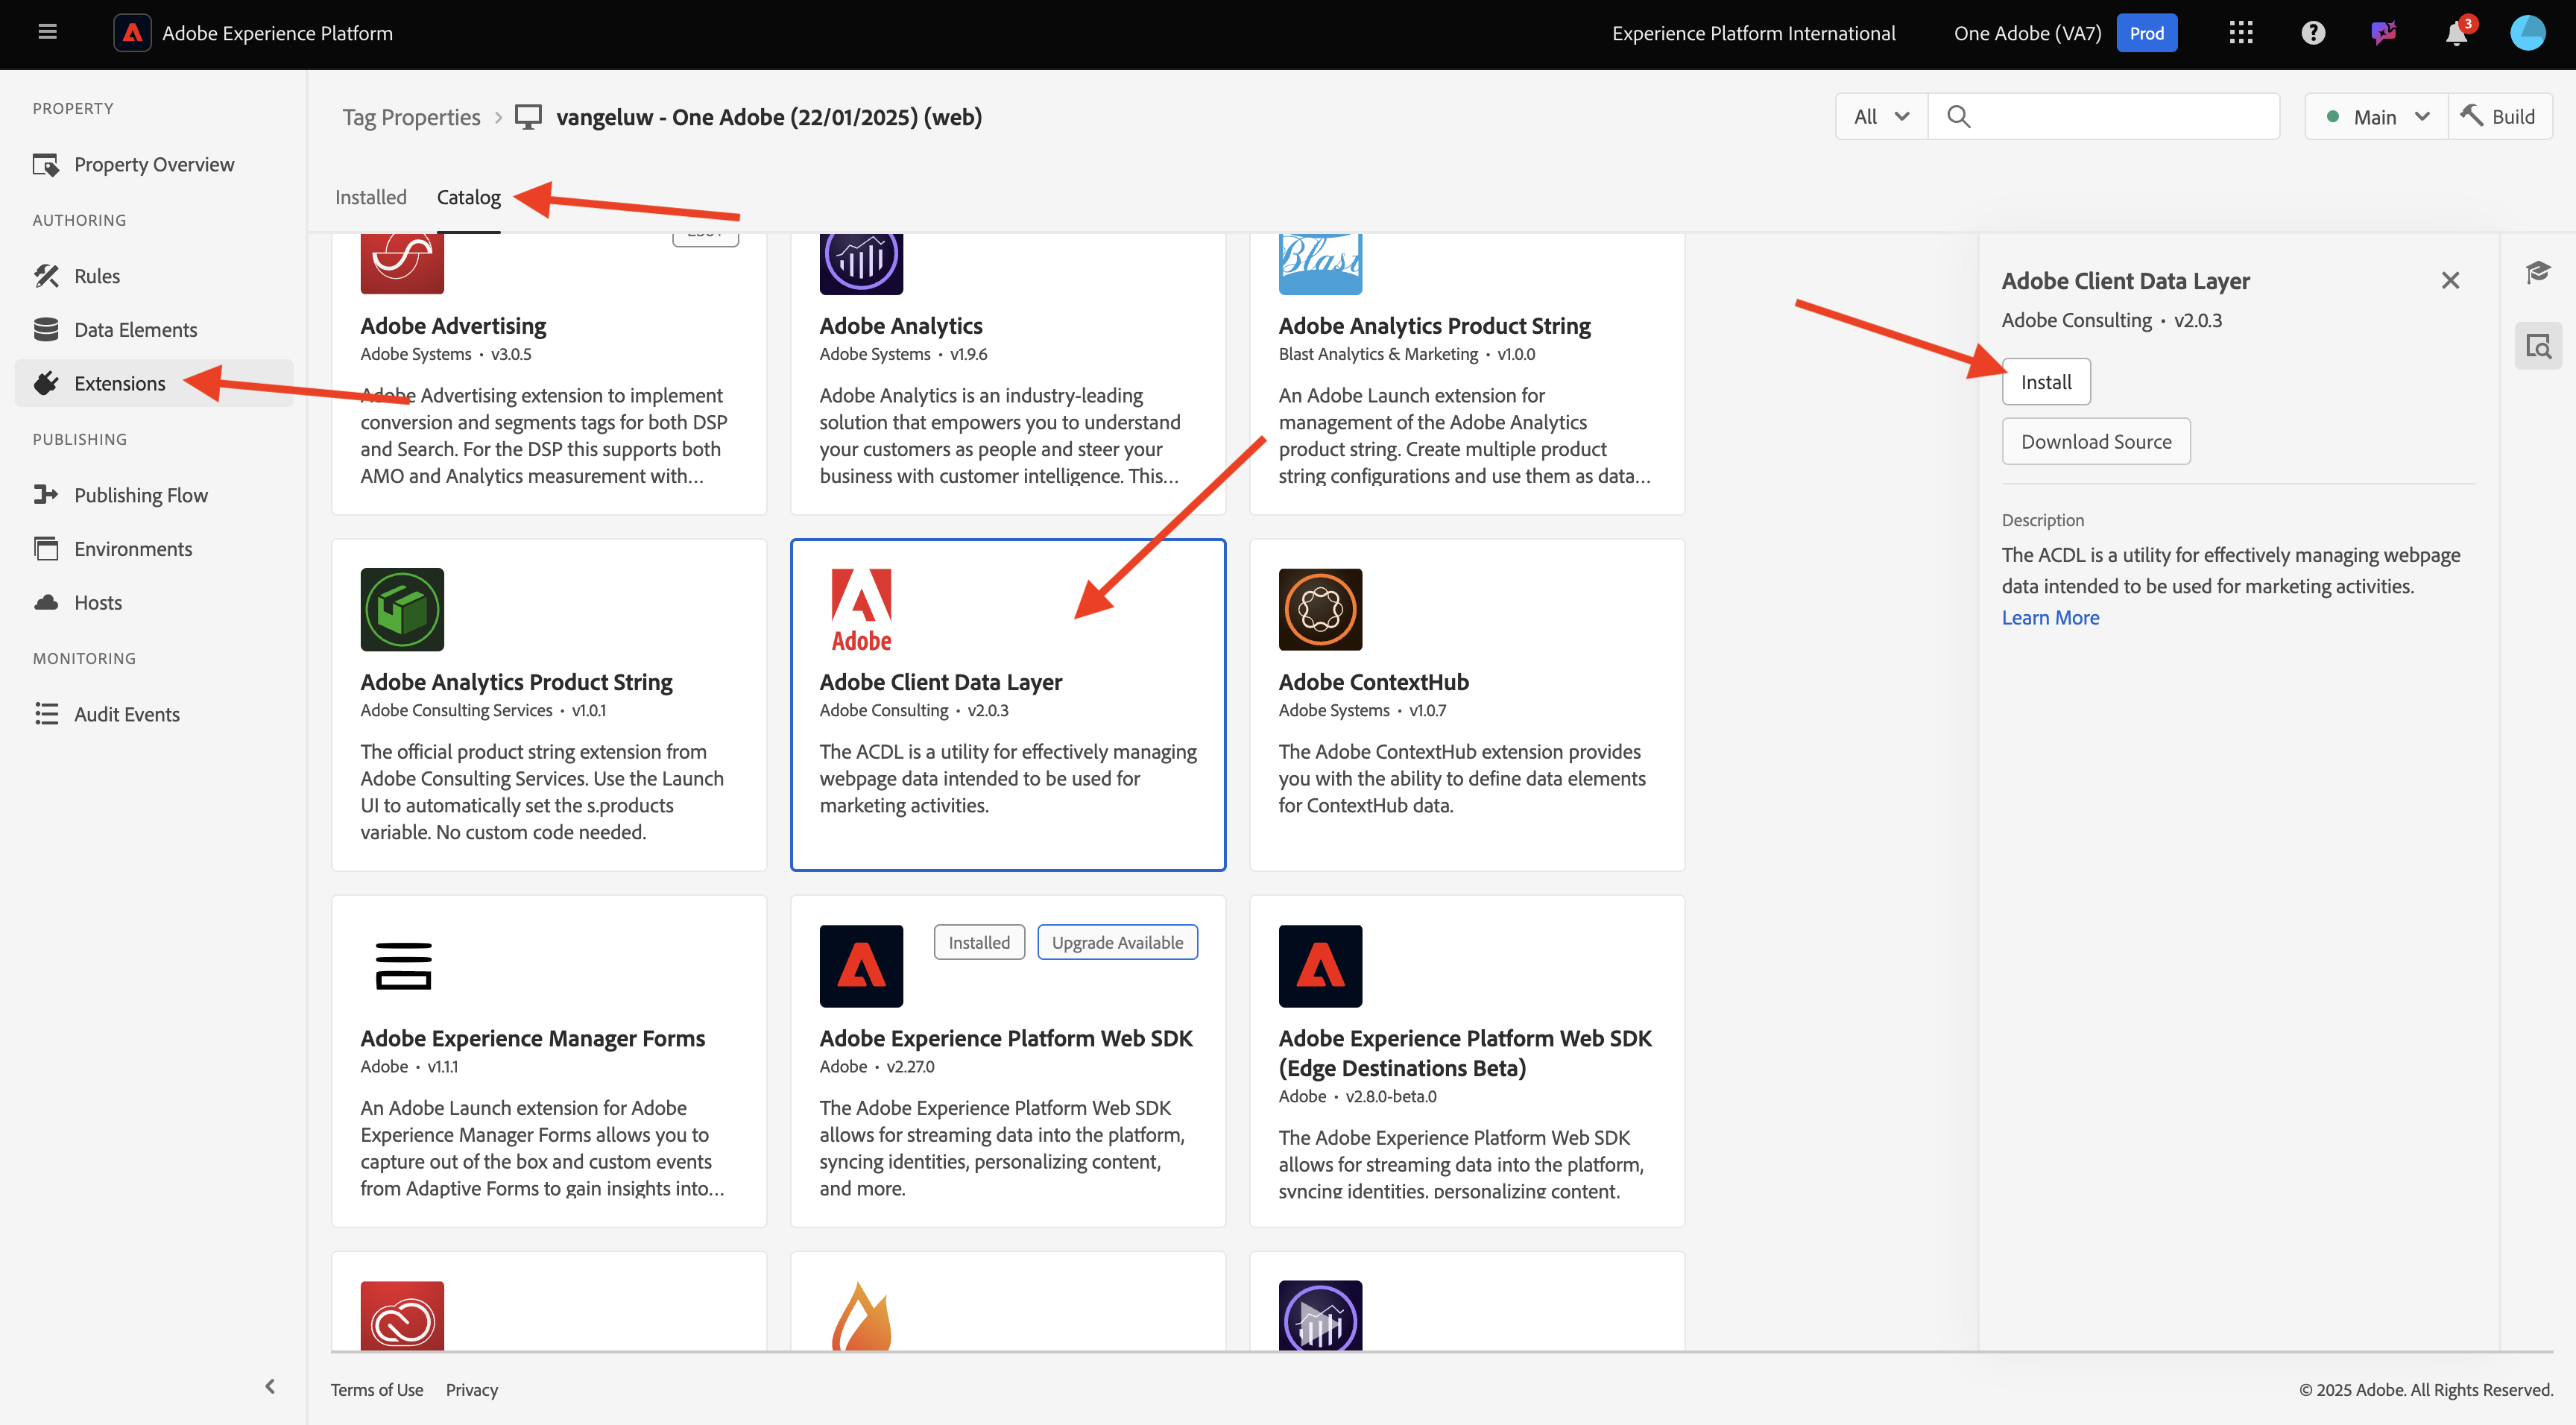 Adobe Experience Platform
Experience Platform International
One Adobe (VA7)
Prod
3
PROPERTY
Property Overview
AUTHORING
Rules
Data Elements
Extensions
PUBLISHING
Publishing Flow
Environments
Hosts
MONITORING
Audit Events
Tag Properties
vangeluw - One Adobe (22/01/2025) (web)
All
Main
Build
Installed
Catalog
Blast
Adobe Advertising
Adobe Systems • v3.0.5
Adobe Advertising extension to implement
conversion and segments tags for both DSP
and Search. For the DSP this supports both
AMO and Analytics measurement with...
Adobe Analytics
Adobe Systems • v1.9.6
Adobe Analytics is an industry-leading
solution that empowers you to understand
your customers as people and steer your
business with customer intelligence. This...
Adobe Analytics Product String
Blast Analytics & Marketing • v1.0.0
An Adobe Launch extension for
management of the Adobe Analytics
product string. Create multiple product
string configurations and use them as data...
Adobe Analytics Product String
Adobe Consulting Services • v1.0.1
The official product string extension from
Adobe Consulting Services. Use the Launch
UI to automatically set the s.products
variable. No custom code needed.
Adobe
Adobe Client Data Layer
Adobe Consulting • v2.0.3
The ACDL is a utility for effectively managing
webpage data intended to be used for
marketing activities.
Adobe ContextHub
Adobe Systems • v1.0.7
The Adobe ContextHub extension provides
you with the ability to define data elements
for ContextHub data.
Adobe Experience Manager Forms
Adobe • v1.1.1
An Adobe Launch extension for Adobe
Experience Manager Forms allows you to
capture out of the box and custom events
from Adaptive Forms to gain insights into...
Installed
Upgrade Available
Adobe Experience Platform Web SDK
Adobe • v2.27.0
The Adobe Experience Platform Web SDK
allows for streaming data into the platform,
syncing identities, personalizing content,
and more.
Adobe Experience Platform Web SDK
(Edge Destinations Beta)
Adobe • v2.8.0-beta.0
The Adobe Experience Platform Web SDK
allows for streaming data into the platform,
syncing identities, personalizing content,
Adobe Client Data Layer
Adobe Consulting • v2.0.3
Install
Download Source
Description
The ACDL is a utility for effectively managing webpage
data intended to be used for marketing activities.
Learn More
Terms of Use
Privacy
© 2025 Adobe. All Rights Reserved.